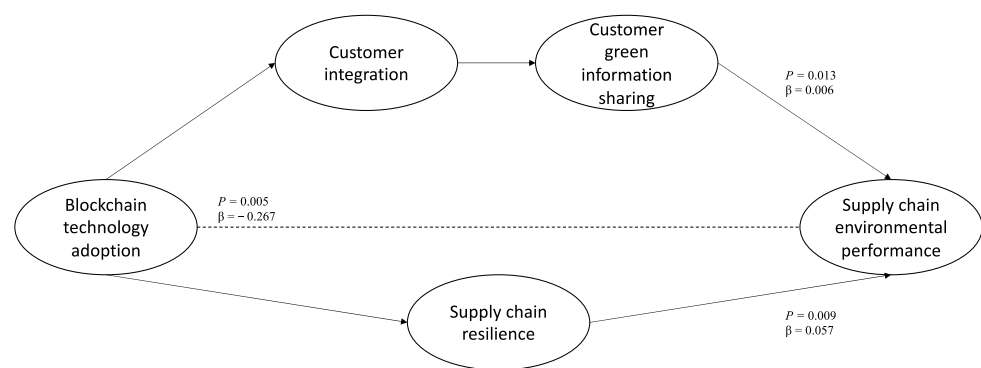 Customer
integration
Customer
green
information
sharing
P = 0.013
β = 0.006
Blockchain
technology
adoption
P = 0.005
β = − 0.267
Supply chain
environmental
performance
Supply chain
resilience
P = 0.009
β = 0.057